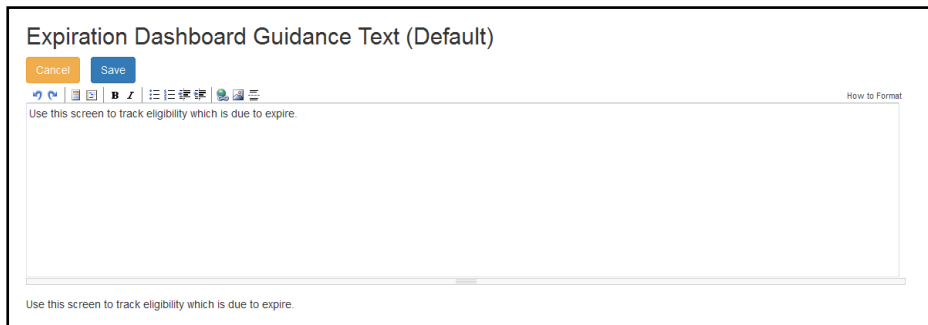 Expiration Dashboard Guidance Text (Default)
Cancel Save
B I How to Format
Use this screen to track eligibility which is due to expire.
Use this screen to track eligibility which is due to expire.